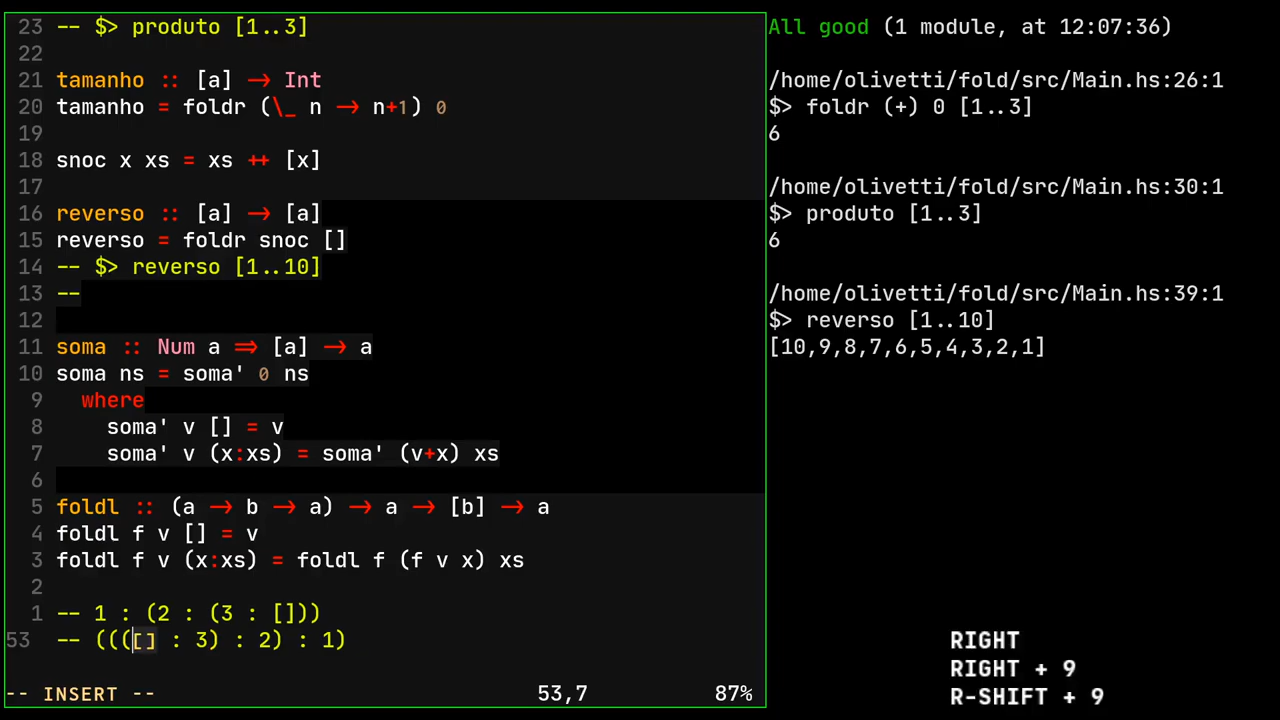 23 -- $> produto [1..3]
22
21 tamanho :: [a] -> Int
20 tamanho = foldr (\_ n -> n+1) 0
19
18 snoc x xs = xs ++ [x]
17
16 reverso :: [a] -> [a]
15 reverso = foldr snoc []
14 -- $> reverso [1..10]
13 --
12
11 soma :: Num a => [a] -> a
10 soma ns = soma' 0 ns
9 where
8 soma' v [] = v
7 soma' v (x:xs) = soma' (v+x) xs
6
5 foldl :: (a -> b -> a) -> a -> [b] -> a
4 foldl f v [] = v
3 foldl f v (x:xs) = foldl f (f v x) xs
2
1 -- 1 : (2 : (3 : []))
53 -- ((([] : 3) : 2) : 1)
-- INSERT -- 53,7 87%
All good (1 module, at 12:07:36)
/home/olivetti/fold/src/Main.hs:26:1
$> foldr (+) 0 [1..3]
6
/home/olivetti/fold/src/Main.hs:30:1
$> produto [1..3]
6
/home/olivetti/fold/src/Main.hs:39:1
$> reverso [1..10]
[10,9,8,7,6,5,4,3,2,1]
RIGHT
RIGHT + 9
R-SHIFT + 9